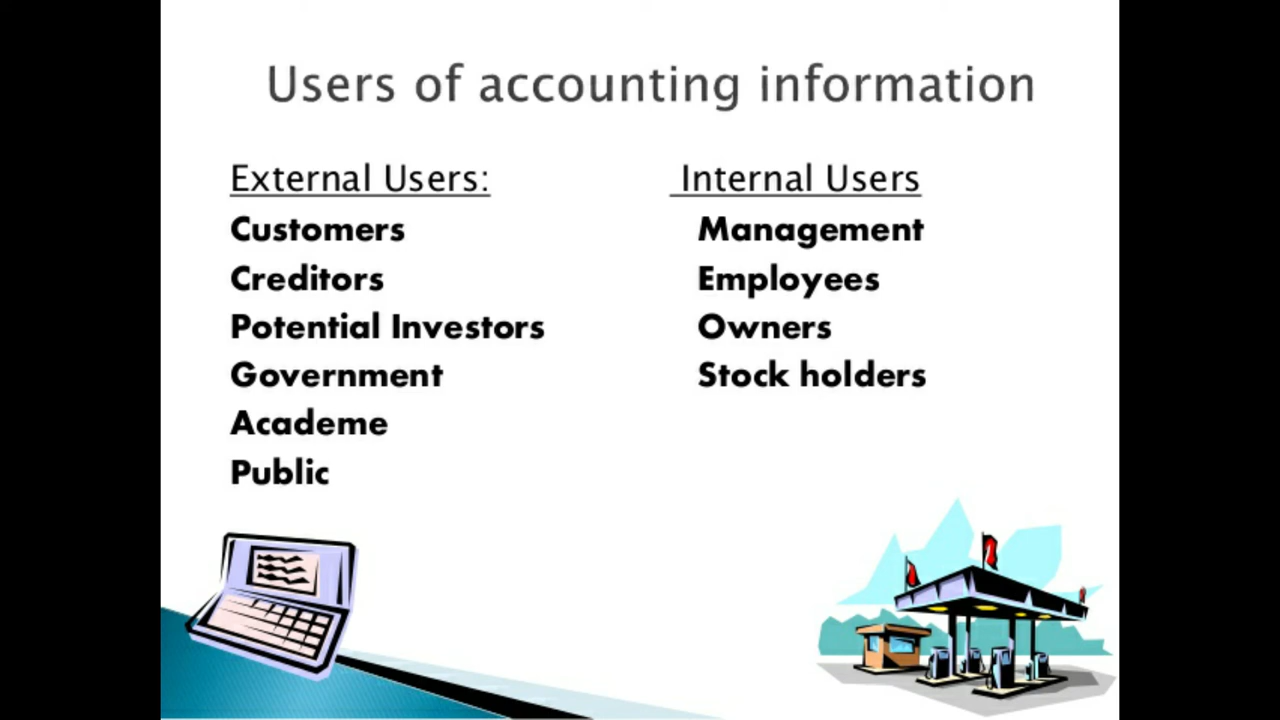 Users of accounting information
External Users:
Customers
Creditors
Potential Investors
Government
Academe
Public
Internal Users
Management
Employees
Owners
Stock holders